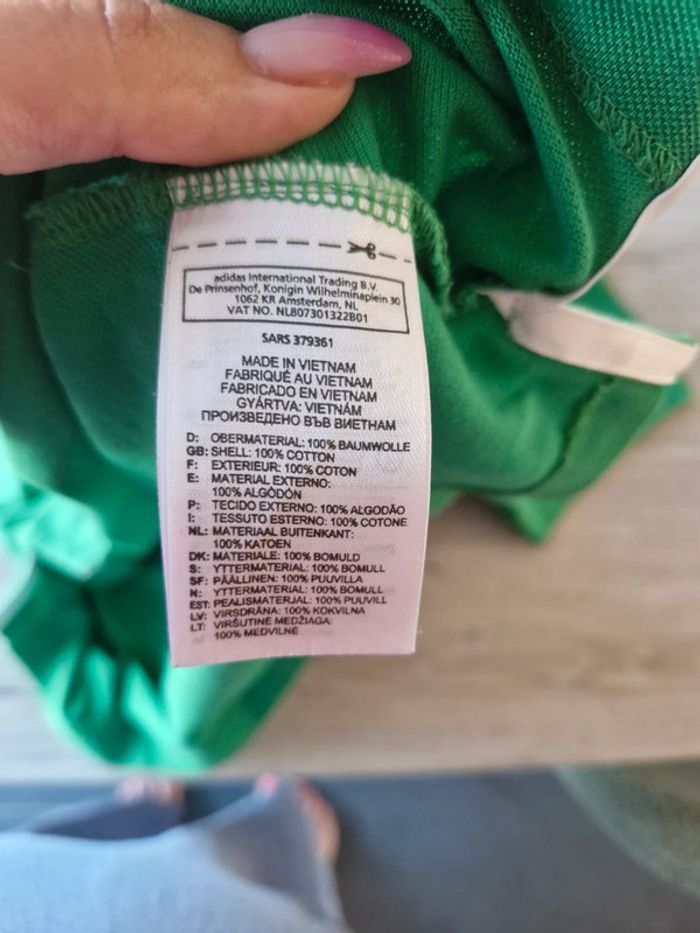 adidas International Trading B.V.
De Prinsenhof, Konigin Wilhelminaplein 30
1062 KR Amsterdam, NL
VAT NO. NL807301322B01
SARS 379361
MADE IN VIETNAM
FABRIQUÉ AU VIETNAM
FABRICADO EN VIETNAM
GYÁRTVA: VIETNÁM
ПРОИЗВЕДЕНО ВЪВ ВИЕТНАМ
D: OBERMATERIAL: 100% BAUMWOLLE
GB: SHELL: 100% COTTON
F: EXTERIEUR: 100% COTON
E: MATERIAL EXTERNO:
100% ALGODÓN
P: TECIDO EXTERNO: 100% ALGODÃO
I: TESSUTO ESTERNO: 100% COTONE
NL: MATERIAAL BUITENKANT:
100% KATOEN
DK: MATERIALE: 100% BOMULD
S: YTTERMATERIAL: 100% BOMULL
SF: PÄÄLLINEN: 100% PUUVILLA
N: YTTERMATERIAL: 100% BOMULL
EST: PEALISMATERJAL: 100% PUUVILL
LV: VIRSDRĀNA: 100% KOKVILNA
LT: VIRŠUTINĖ MEDŽIAGA:
100% MEDVILNĖ